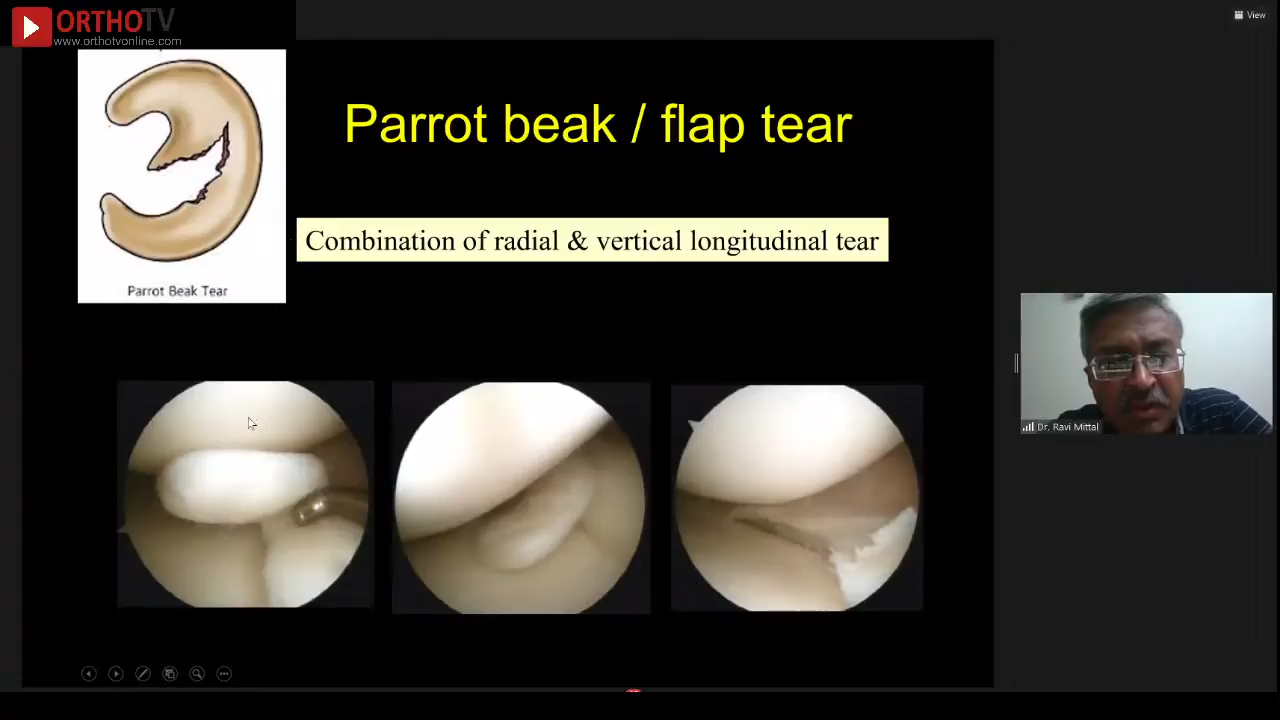 ORTHOTV
www.orthotvonline.com
View
Parrot beak / flap tear
Combination of radial & vertical longitudinal tear
Parrot Beak Tear
Dr. Ravi Mittal